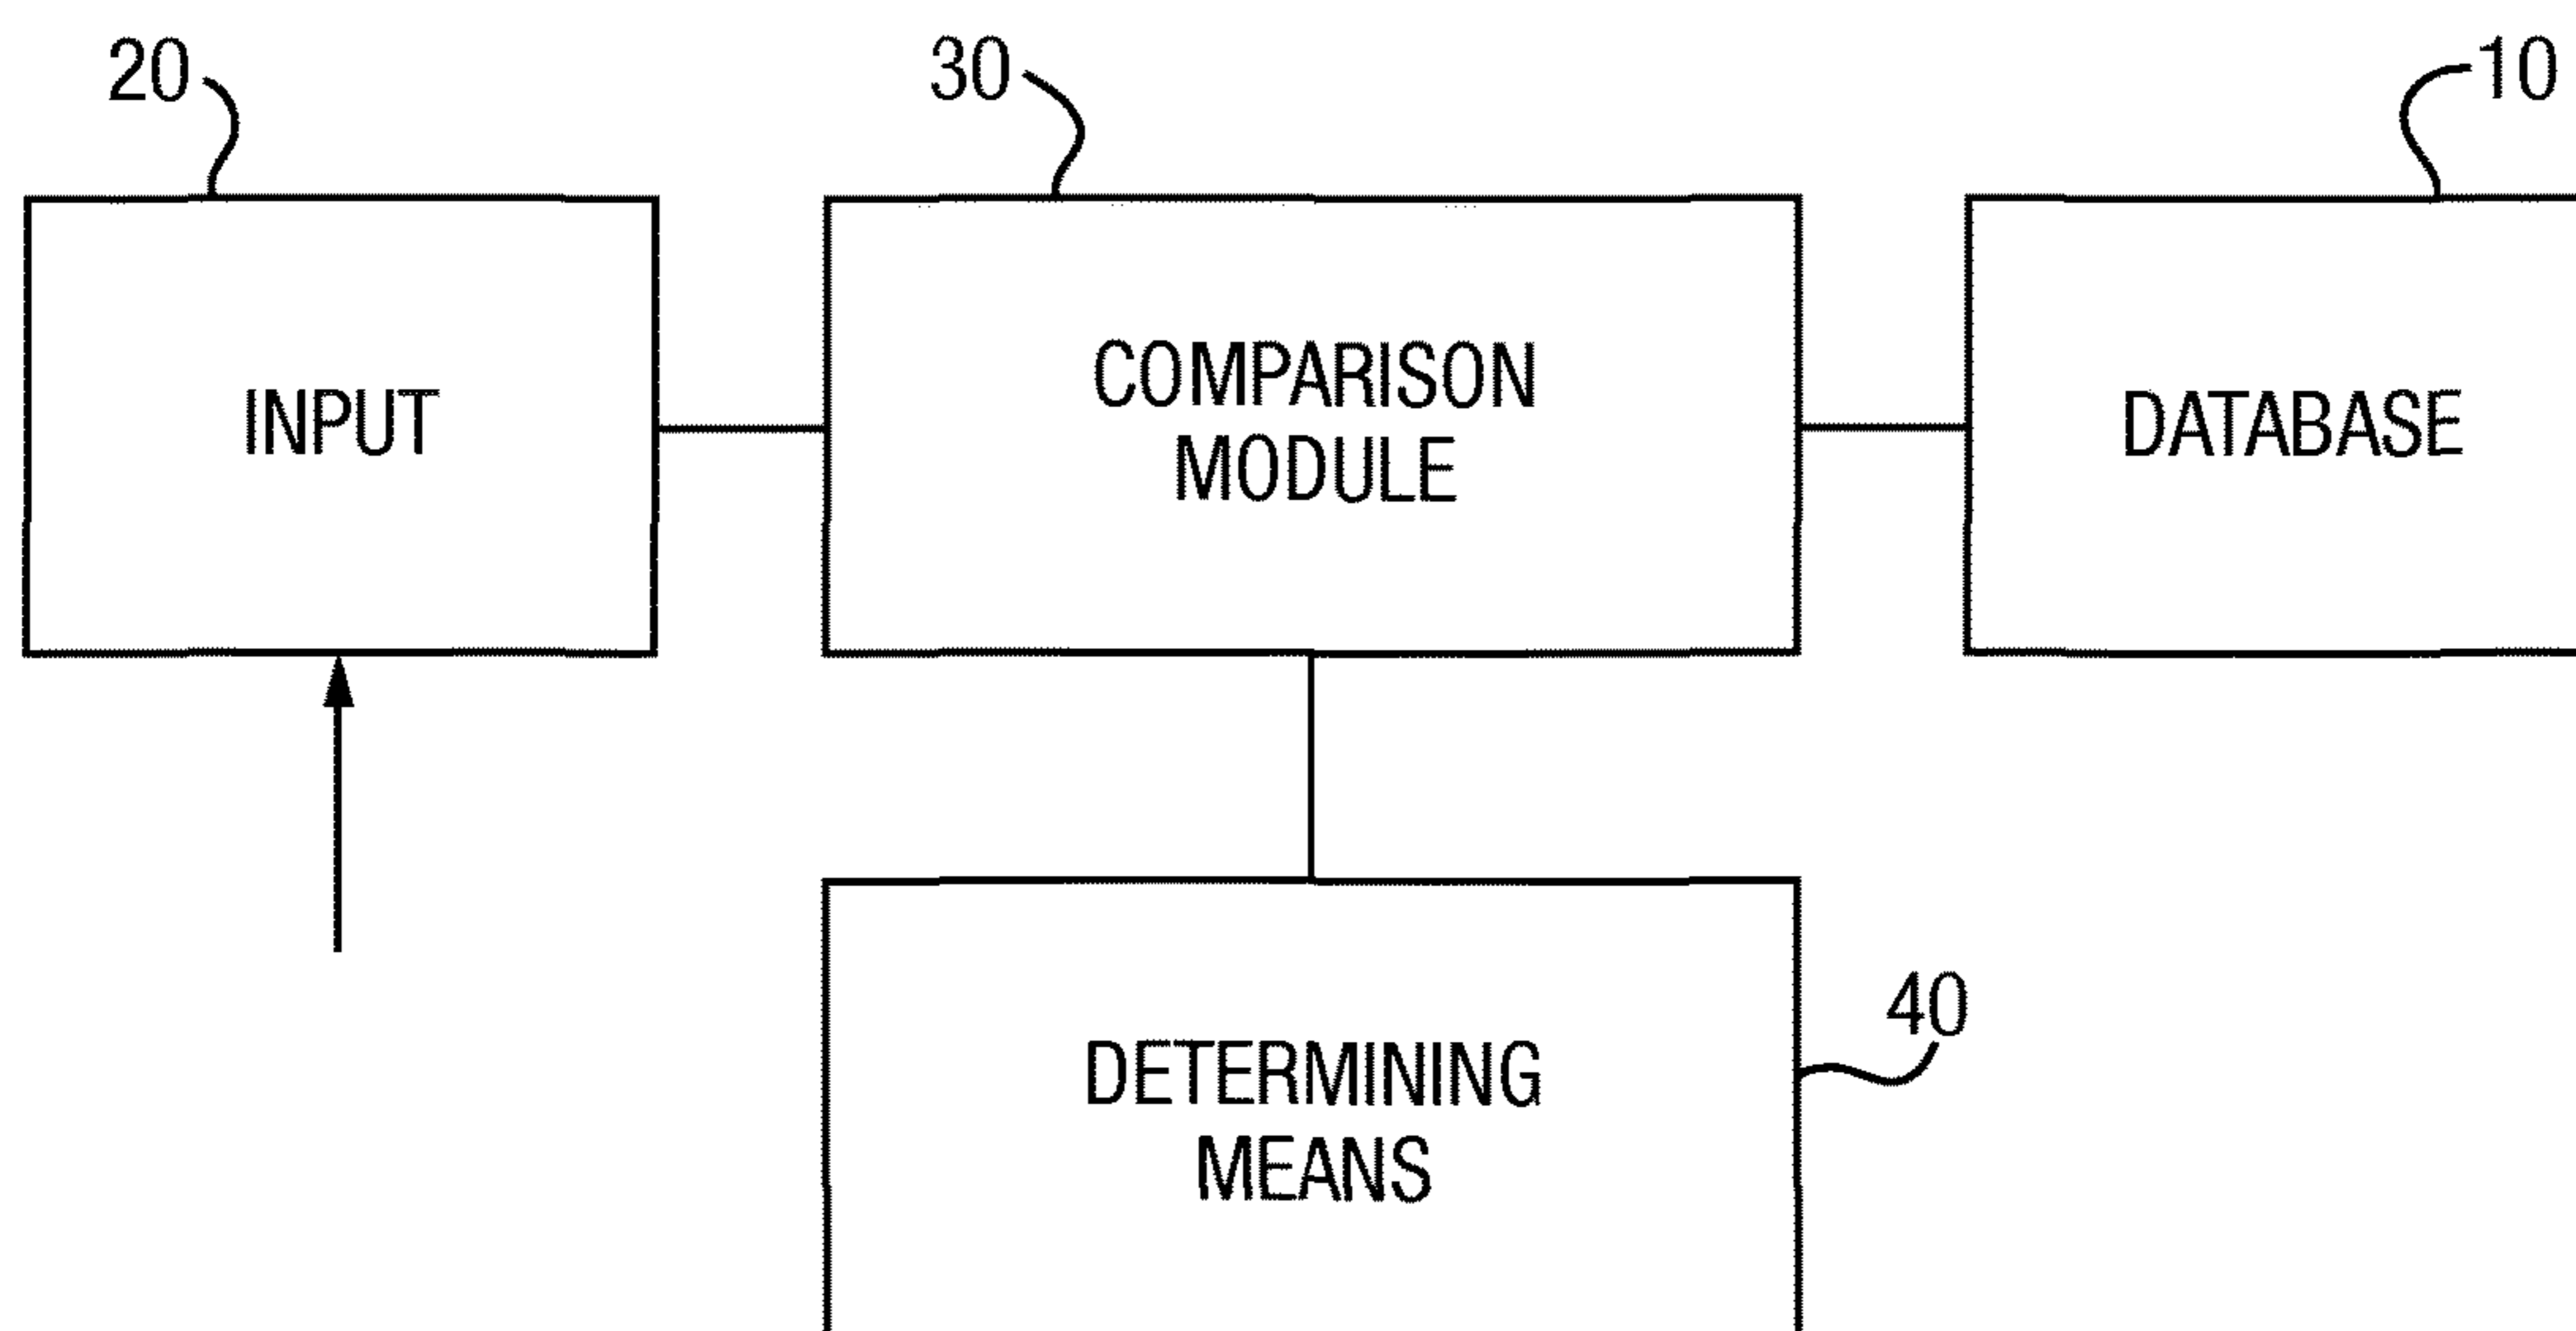 20
30
10
INPUT
COMPARISON
MODULE
DATABASE
40
DETERMINING
MEANS